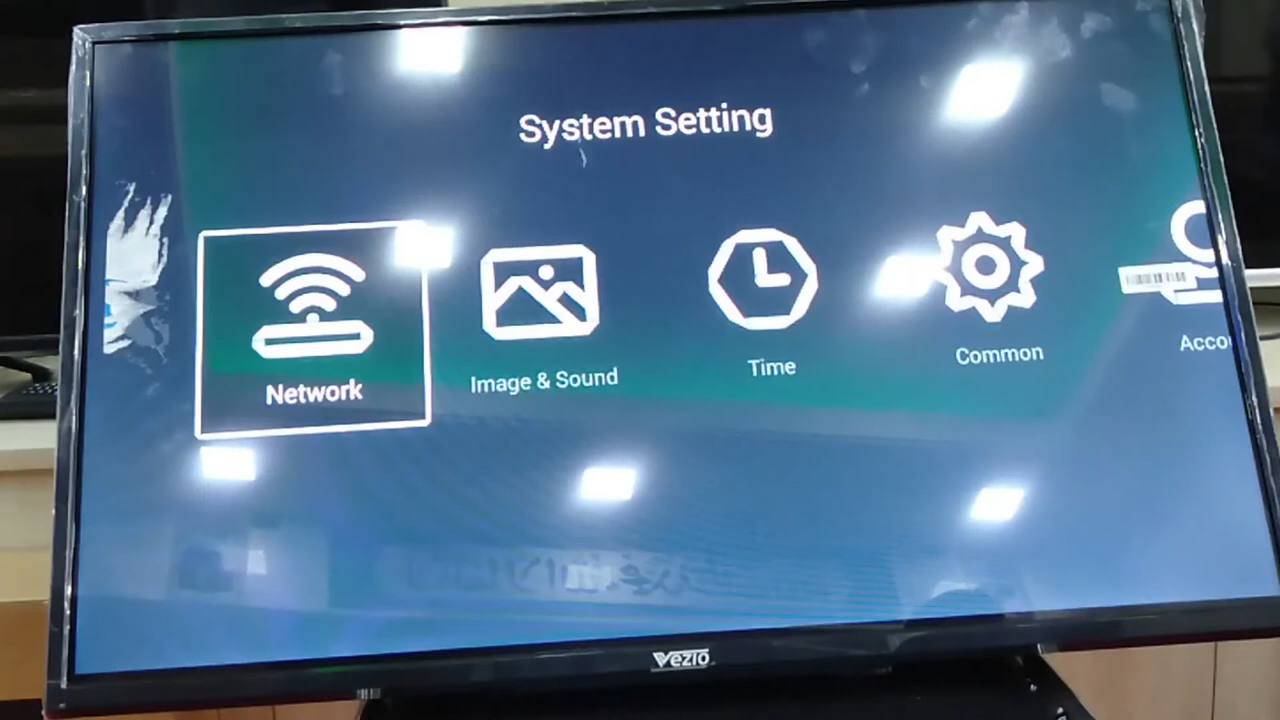 System Setting
Network
Image & Sound
Time
Common
Acco
VEZIO